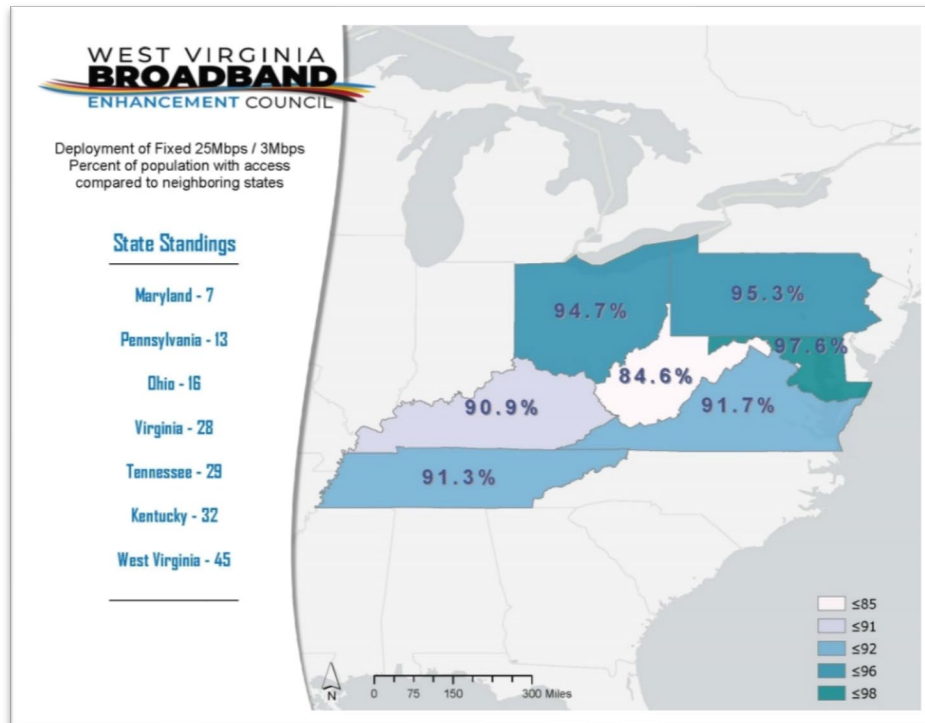 WEST VIRGINIA
BROADBAND
ENHANCEMENT COUNCIL
Deployment of Fixed 25Mbps / 3Mbps
Percent of population with access
compared to neighboring states
State Standings
Maryland - 7
Pennsylvania - 13
Ohio - 16
Virginia - 28
Tennessee - 29
Kentucky - 32
West Virginia - 45
94.7%
95.3%
97.6%
84.6%
90.9%
91.7%
91.3%
≤85
≤91
≤92
≤96
≤98
N
0 75 150 300 Miles